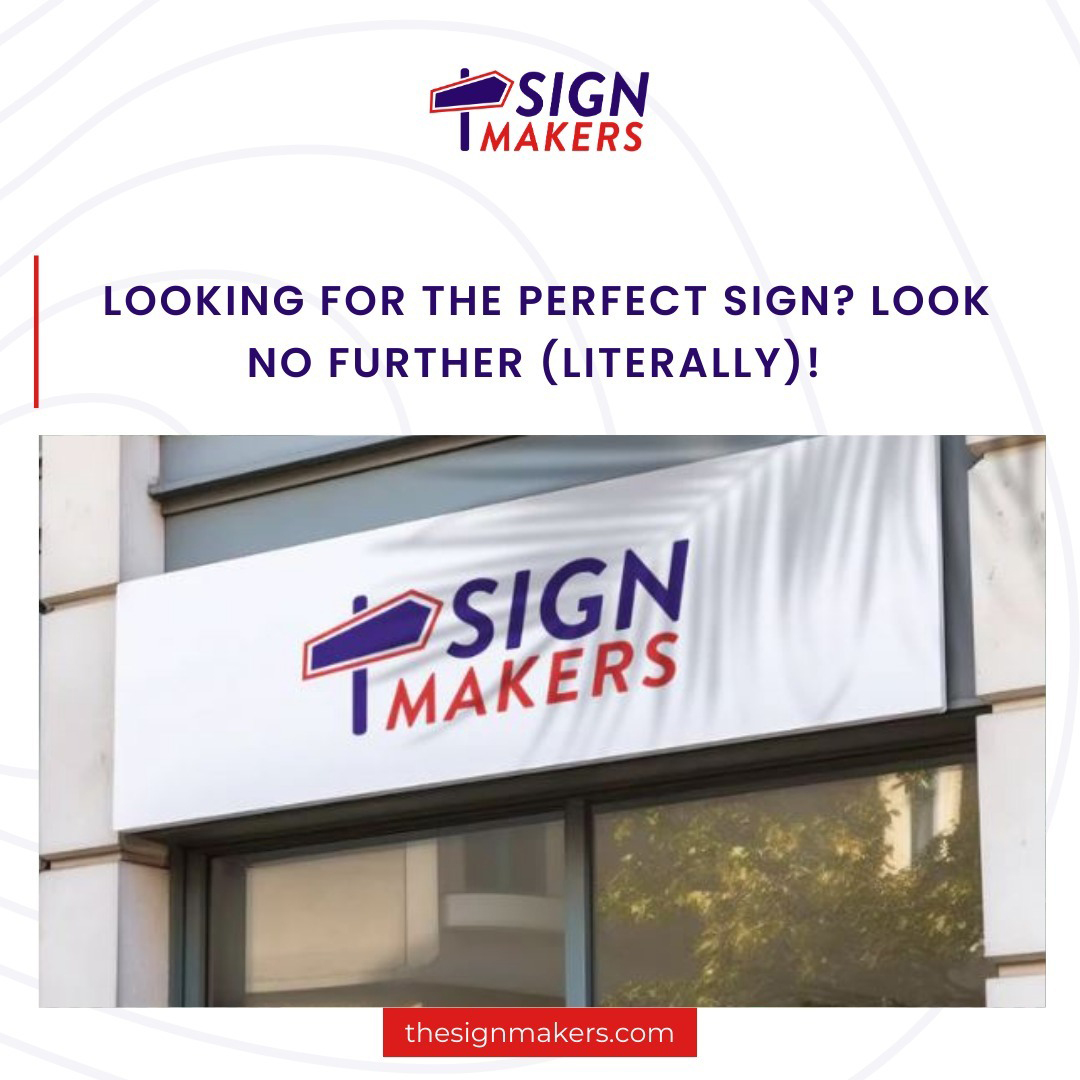 SIGN
MAKERS
LOOKING FOR THE PERFECT SIGN? LOOK
NO FURTHER (LITERALLY)!
SIGN
MAKERS
thesignmakers.com